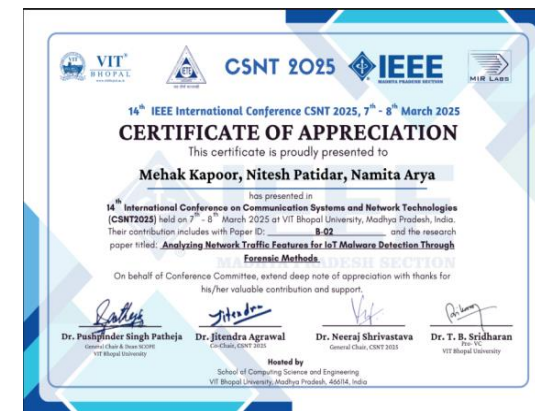 VIT®
BHOPAL
CSNT 2025
IEEE
MADHYA PRADESH SECTION
MIR LABS
14th IEEE International Conference CSNT 2025, 7th - 8th March 2025
CERTIFICATE OF APPRECIATION
This certificate is proudly presented to
Mehak Kapoor, Nitesh Patidar, Namita Arya
has presented in
14th International Conference on Communication Systems and Network Technologies
(CSNT2025) held on 7th - 8th March 2025 at VIT Bhopal University, Madhya Pradesh, India.
Their contribution includes with Paper ID: B-02 and the research
paper titled: Analyzing Network Traffic Features for IoT Malware Detection Through
Forensic Methods.
MADHYA PRADESH SECTION
On behalf of Conference Committee, extend deep note of appreciation with thanks for
his/her valuable contribution and support.
Dr. Pushpinder Singh Patheja
General Chair & Dean SCOPE
VIT Bhopal University
Dr. Jitendra Agrawal
Co-Chair, CSNT 2025
Dr. Neeraj Shrivastava
General Chair, CSNT 2025
Dr. T. B. Sridharan
Pro- VC
VIT Bhopal University
Hosted by
School of Computing Science and Engineering
VIT Bhopal University, Madhya Pradesh, 466114, India